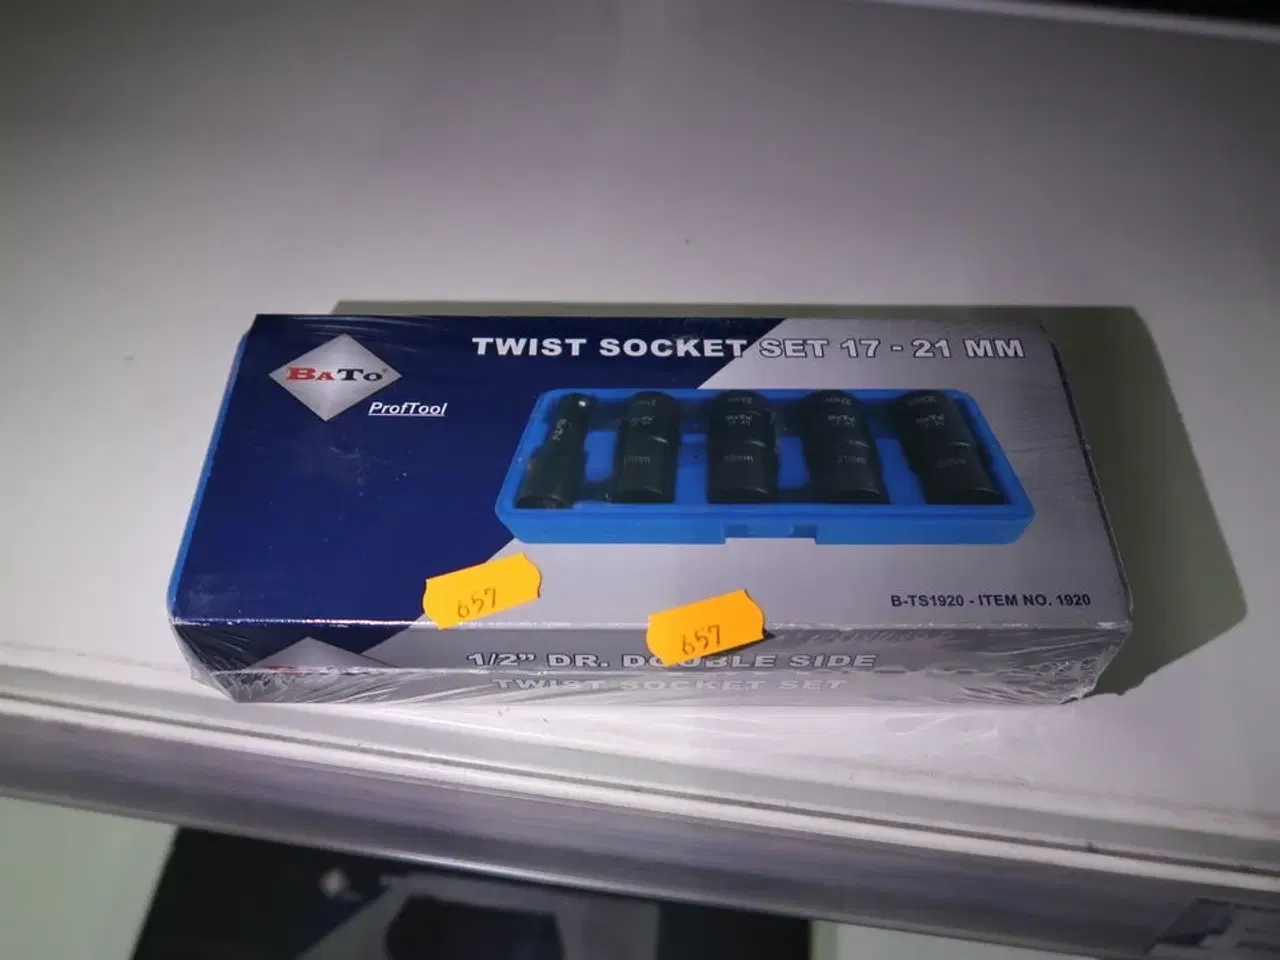 TWIST SOCKET SET 17 - 21 MM
BATO®
ProfTool
B-TS1920 - ITEM NO. 1920
657
657
1/2” DR. DOUBLE SIDE
TWIST SOCKET SET